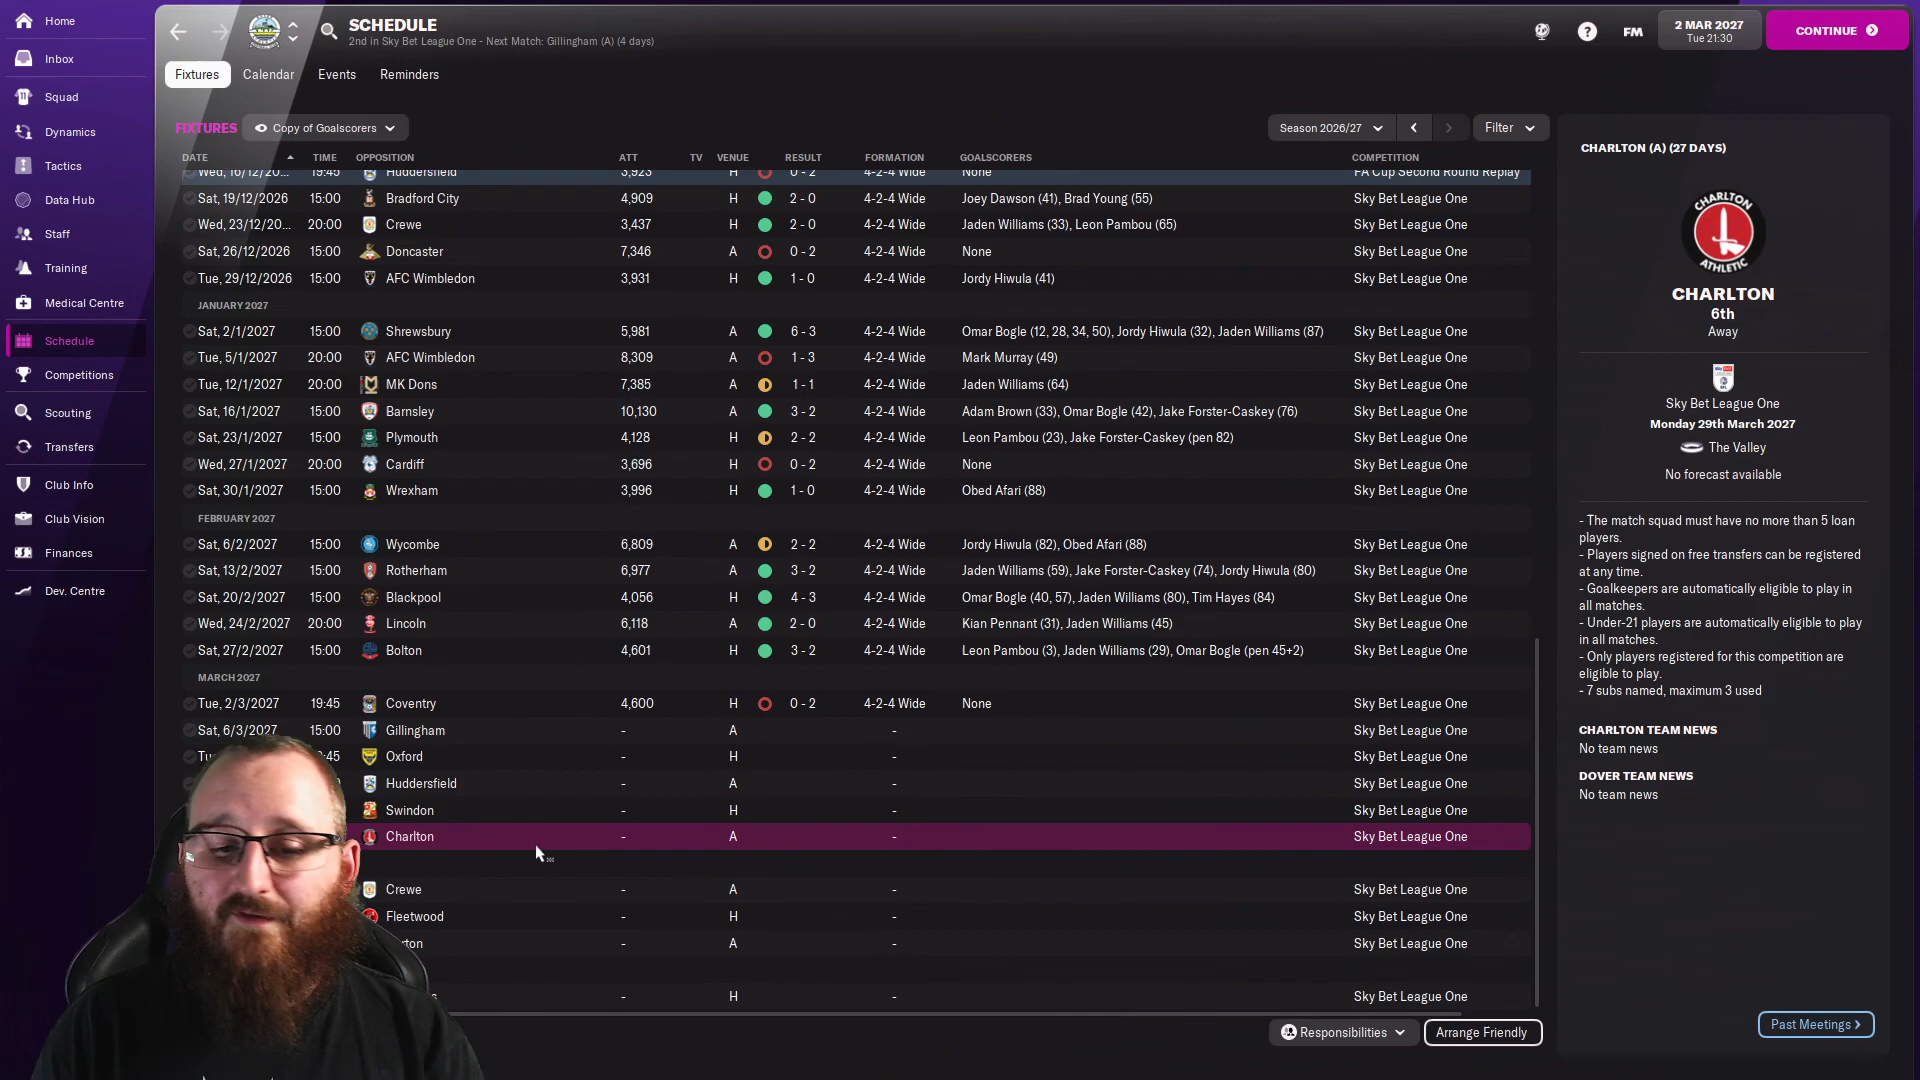 Home
Inbox
Squad
Dynamics
Tactics
Data Hub
Staff
Training
Medical Centre
Schedule
Competitions
Scouting
Transfers
Club Info
Club Vision
Finances
Dev. Centre
SCHEDULE
2nd in Sky Bet League One - Next Match: Gillingham (A) (4 days)
FM
2 MAR 2027
Tue 21:30
CONTINUE
Fixtures Calendar Events Reminders
FIXTURES Copy of Goalscorers Season 2026/27 Filter
DATE TIME OPPOSITION ATT TV VENUE RESULT FORMATION GOALSCORERS COMPETITION
Wed, 16/12/20... 19:45 Huddersfield 3,923 H 0 - 2 4-2-4 Wide None FA Cup Second Round Replay
Sat, 19/12/2026 15:00 Bradford City 4,909 H 2 - 0 4-2-4 Wide Joey Dawson (41), Brad Young (55) Sky Bet League One
Wed, 23/12/20... 20:00 Crewe 3,437 H 2 - 0 4-2-4 Wide Jaden Williams (33), Leon Pambou (65) Sky Bet League One
Sat, 26/12/2026 15:00 Doncaster 7,346 A 0 - 2 4-2-4 Wide None Sky Bet League One
Tue, 29/12/2026 15:00 AFC Wimbledon 3,931 H 1 - 0 4-2-4 Wide Jordy Hiwula (41) Sky Bet League One
JANUARY 2027
Sat, 2/1/2027 15:00 Shrewsbury 5,981 A 6 - 3 4-2-4 Wide Omar Bogle (12, 28, 34, 50), Jordy Hiwula (32), Jaden Williams (87) Sky Bet League One
Tue, 5/1/2027 20:00 AFC Wimbledon 8,309 A 1 - 3 4-2-4 Wide Mark Murray (49) Sky Bet League One
Tue, 12/1/2027 20:00 MK Dons 7,385 A 1 - 1 4-2-4 Wide Jaden Williams (64) Sky Bet League One
Sat, 16/1/2027 15:00 Barnsley 10,130 A 3 - 2 4-2-4 Wide Adam Brown (33), Omar Bogle (42), Jake Forster-Caskey (76) Sky Bet League One
Sat, 23/1/2027 15:00 Plymouth 4,128 H 2 - 2 4-2-4 Wide Leon Pambou (23), Jake Forster-Caskey (pen 82) Sky Bet League One
Wed, 27/1/2027 20:00 Cardiff 3,696 H 0 - 2 4-2-4 Wide None Sky Bet League One
Sat, 30/1/2027 15:00 Wrexham 3,996 H 1 - 0 4-2-4 Wide Obed Afari (88) Sky Bet League One
FEBRUARY 2027
Sat, 6/2/2027 15:00 Wycombe 6,809 A 2 - 2 4-2-4 Wide Jordy Hiwula (82), Obed Afari (88) Sky Bet League One
Sat, 13/2/2027 15:00 Rotherham 6,977 A 3 - 2 4-2-4 Wide Jaden Williams (59), Jake Forster-Caskey (74), Jordy Hiwula (80) Sky Bet League One
Sat, 20/2/2027 15:00 Blackpool 4,056 H 4 - 3 4-2-4 Wide Omar Bogle (40, 57), Jaden Williams (80), Tim Hayes (84) Sky Bet League One
Wed, 24/2/2027 20:00 Lincoln 6,118 A 2 - 0 4-2-4 Wide Kian Pennant (31), Jaden Williams (45) Sky Bet League One
Sat, 27/2/2027 15:00 Bolton 4,601 H 3 - 2 4-2-4 Wide Leon Pambou (3), Jaden Williams (29), Omar Bogle (pen 45+2) Sky Bet League One
MARCH 2027
Tue, 2/3/2027 19:45 Coventry 4,600 H 0 - 2 4-2-4 Wide None Sky Bet League One
Sat, 6/3/2027 15:00 Gillingham - A - Sky Bet League One
Oxford - H - Sky Bet League One
Huddersfield - A - Sky Bet League One
Swindon - H - Sky Bet League One
Charlton - A - Sky Bet League One
Crewe - A - Sky Bet League One
Fleetwood - H - Sky Bet League One
- A - Sky Bet League One
- H - Sky Bet League One
Responsibilities Arrange Friendly
CHARLTON (A) (27 DAYS)
CHARLTON
ATHLETIC
CHARLTON
6th
Away
Sky Bet League One
Monday 29th March 2027
The Valley
No forecast available
- The match squad must have no more than 5 loan
players.
- Players signed on free transfers can be registered
at any time.
- Goalkeepers are automatically eligible to play in
all matches.
- Under-21 players are automatically eligible to play
in all matches.
- Only players registered for this competition are
eligible to play.
- 7 subs named, maximum 3 used
CHARLTON TEAM NEWS
No team news
DOVER TEAM NEWS
No team news
Past Meetings >